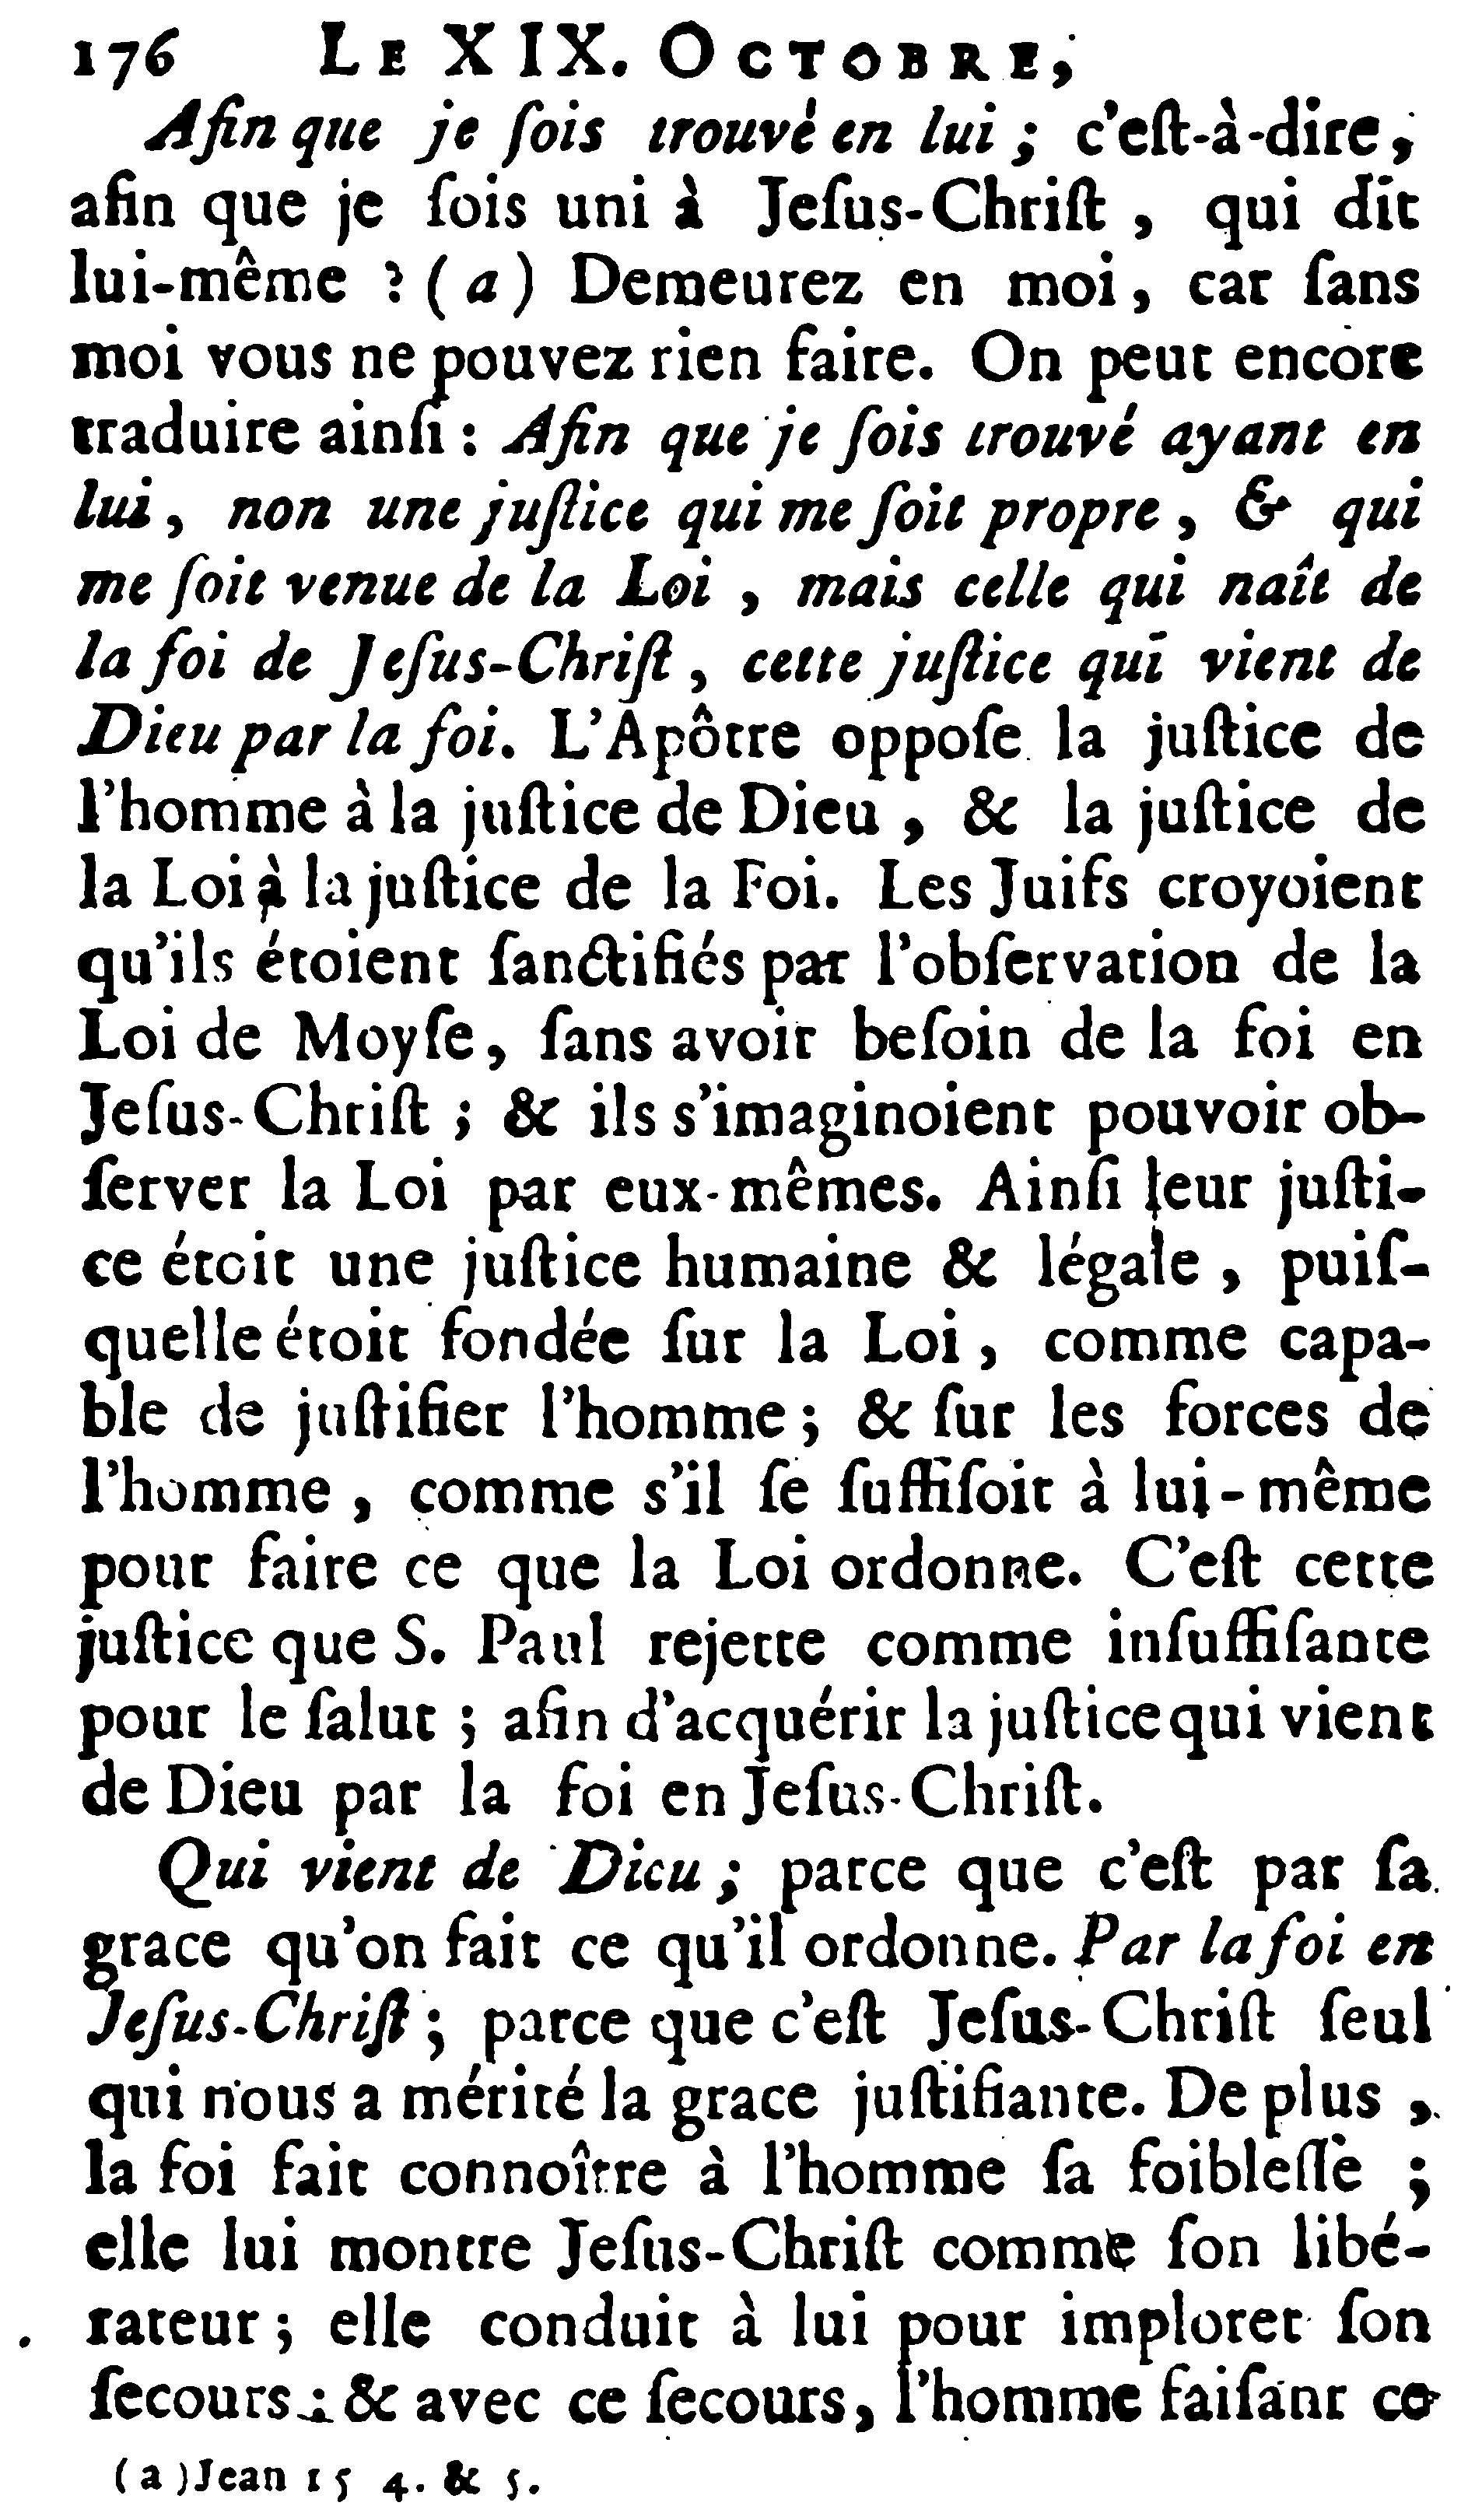 176 LE XIX. OCTOBRE,
Afin que je ſois trouvé en lui ; c'eſt-à-dire,
afin que je ſois uni à Jeſus-Chriſt , qui dit
lui-même : (a) Demeurez en moi, car ſans
moi vous ne pouvez rien faire. On peut encore
traduire ainſi : Afin que je ſois trouvé ayant en
lui, non une juſtice qui me ſoit propre, & qui
me ſoit venue de la Loi , mais celle qui naît de
la foi de Jeſus-Chriſt, cette juſtice qui vient de
Dieu par la foi. L'Apôtre oppoſe la juſtice de
l'homme à la juſtice de Dieu , & la juſtice de
la Loi à la juſtice de la Foi. Les Juifs croyoient
qu'ils étoient ſanctifiés par l'obſervation de la
Loi de Moyſe, ſans avoir beſoin de la foi en
Jeſus-Chriſt ; & ils s'imaginoient pouvoir ob-
ſerver la Loi par eux-mêmes. Ainſi leur juſti-
ce étoit une juſtice humaine & légale , puiſ-
quelle étoit fondée ſur la Loi, comme capa-
ble de juſtifier l'homme ; & ſur les forces de
l'homme , comme s'il ſe ſuffiſoit à lui-même
pour faire ce que la Loi ordonne. C'eſt cette
juſtice que S. Paul rejette comme inſuffiſante
pour le ſalut ; afin d'acquérir la juſtice qui vient
de Dieu par la foi en Jeſus-Chriſt.
Qui vient de Dieu ; parce que c'eſt par ſa
grace qu'on fait ce qu'il ordonne. Par la foi en
Jeſus-Chriſt ; parce que c'eſt Jeſus-Chriſt ſeul
qui nous a mérité la grace juſtifiante. De plus ,
la foi fait connoître à l'homme ſa foibleſſe ;
elle lui montre Jeſus-Chriſt comme ſon libé-
rateur ; elle conduit à lui pour implorer ſon
ſecours : & avec ce ſecours, l'homme faiſant ce
(a) Jean 15 4. & 5.